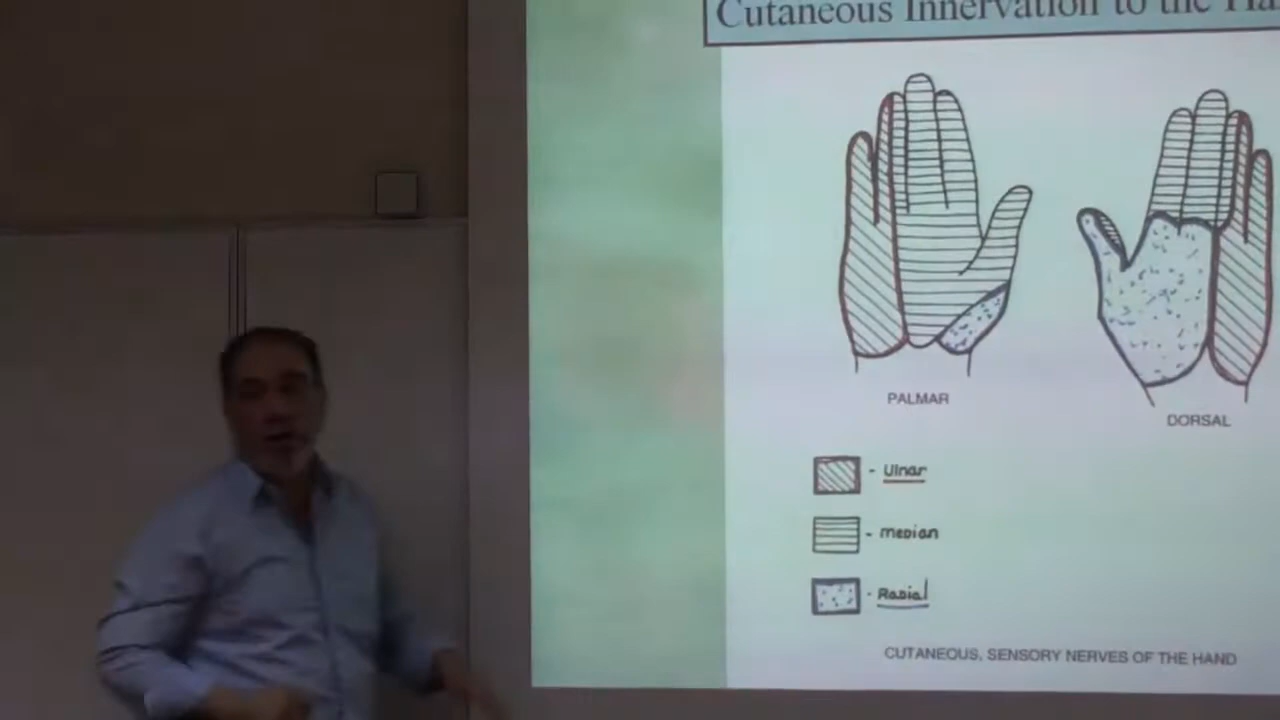 Cutaneous Innervation to the
PALMAR
DORSAL
- Ulnar
- median
- Radial
CUTANEOUS, SENSORY NERVES OF THE HAND